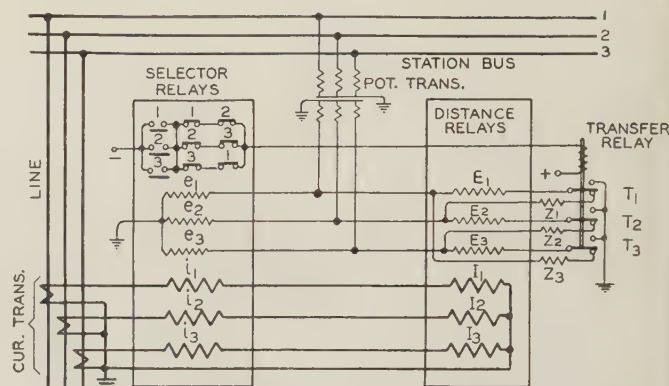 1
2
3
STATION BUS
SELECTOR
RELAYS
POT. TRANS.
DISTANCE
RELAYS
TRANSFER
RELAY
1 1 2
2 2 3
3 3 1
−
+
LINE
e1
e2
e3
E1
E2
E3
Z1
Z2
Z3
T1
T2
T3
i1
i2
i3
I1
I2
I3
CUR. TRANS.